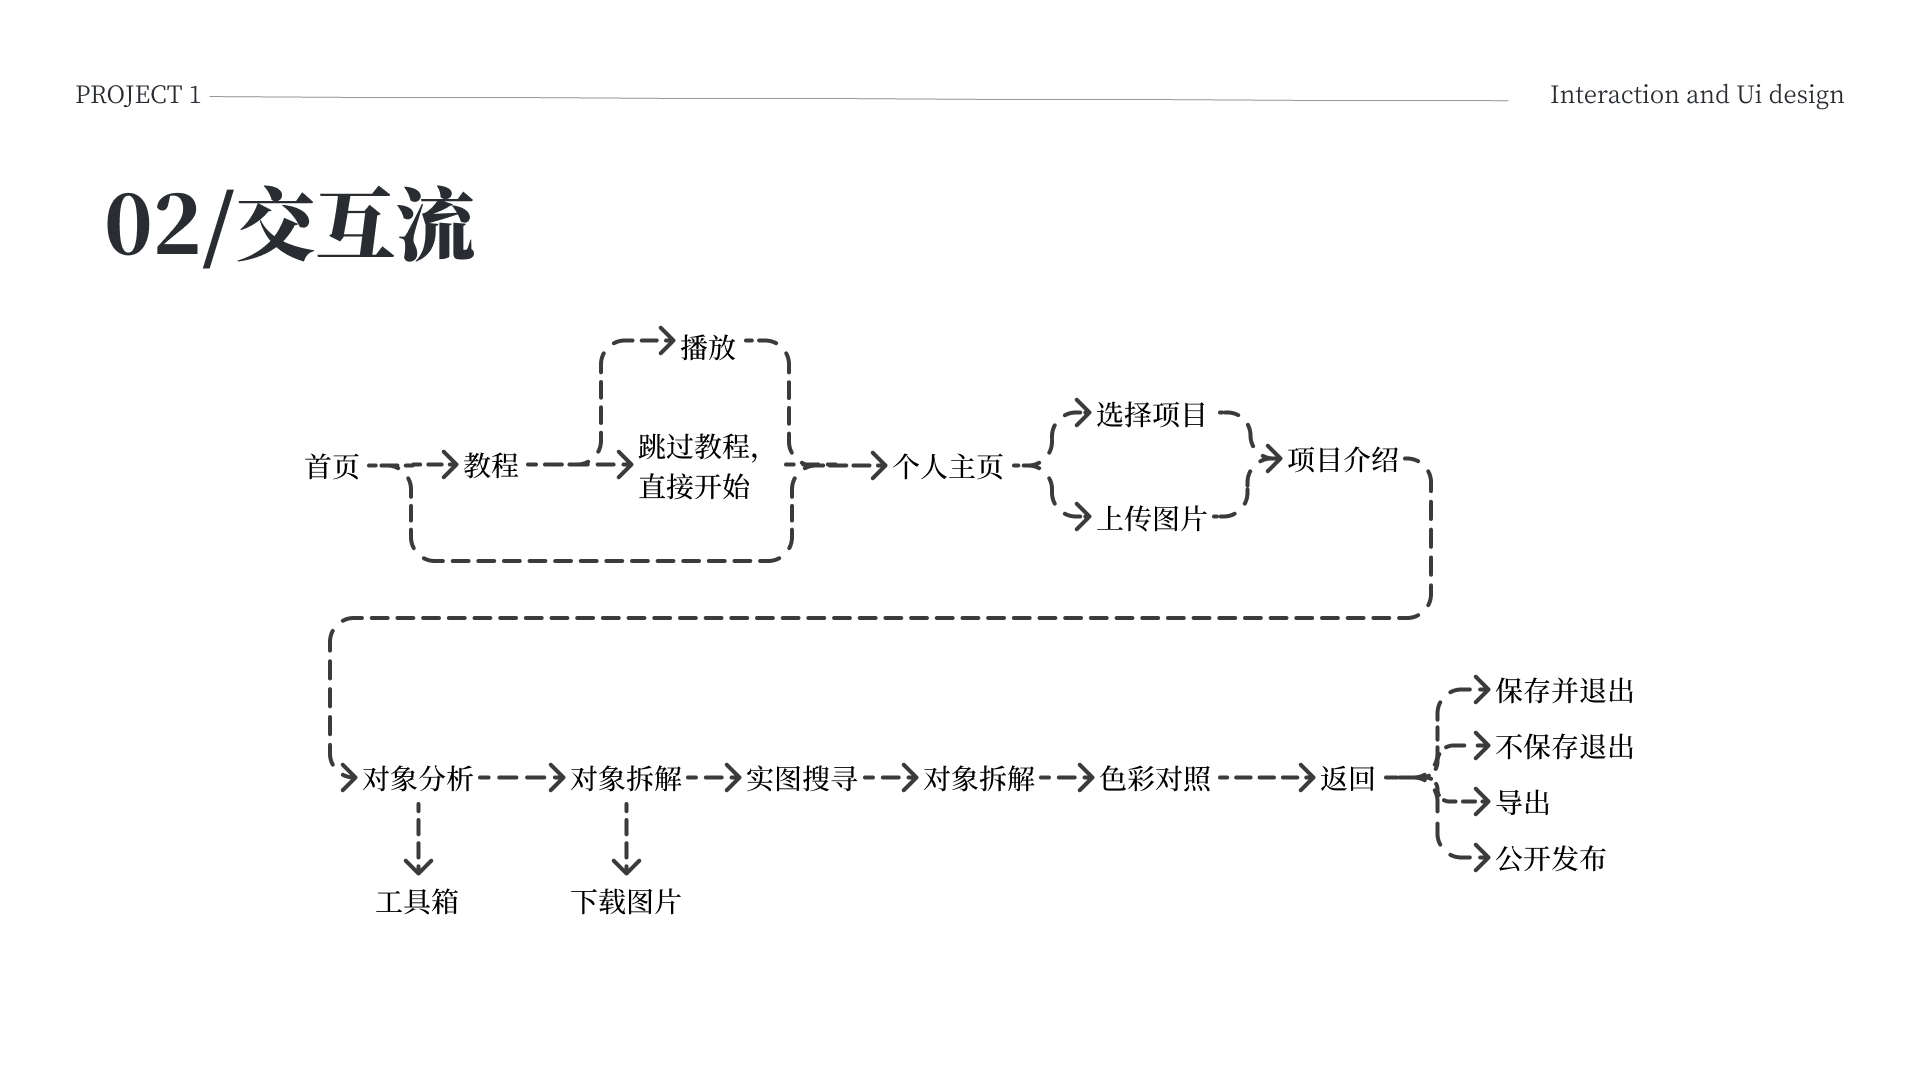 PROJECT 1
Interaction and Ui design
02/交互流
播放
首页
教程
跳过教程，
直接开始
个人主页
选择项目
上传图片
项目介绍
对象分析
对象拆解
实图搜寻
对象拆解
色彩对照
返回
保存并退出
不保存退出
导出
公开发布
工具箱
下载图片